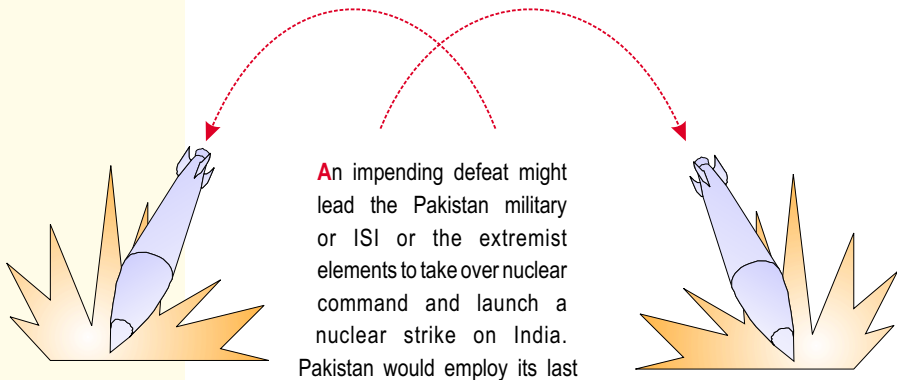 An impending defeat might
lead the Pakistan military
or ISI or the extremist
elements to take over nuclear
command and launch a
nuclear strike on India.
Pakistan would employ its last